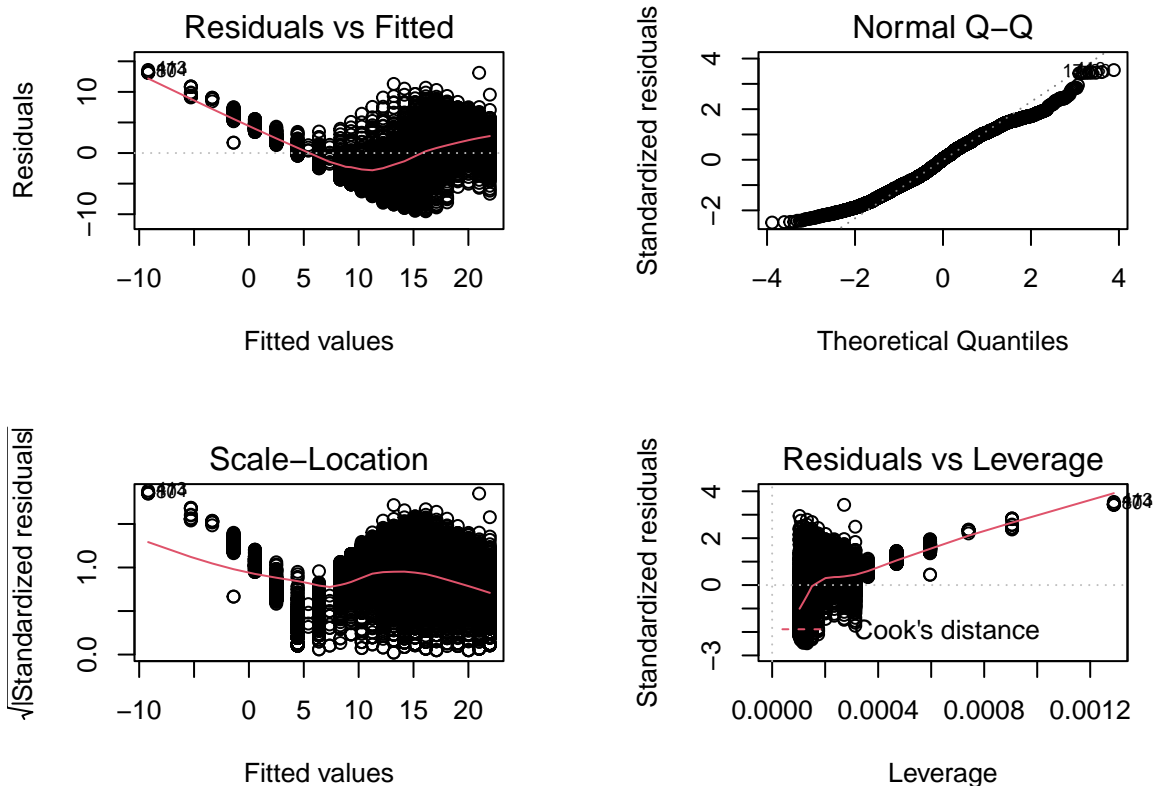 Residuals vs Fitted
Residuals
10
0
−10
−10 0 5 10 15 20
Fitted values
Normal Q−Q
Standardized residuals
4
2
0
−2
−4 −2 0 2 4
Theoretical Quantiles
Scale−Location
√|Standardized residuals|
1.0
0.0
−10 0 5 10 15 20
Fitted values
Residuals vs Leverage
Standardized residuals
4
2
0
−3
Cook's distance
0.0000 0.0004 0.0008 0.0012
Leverage